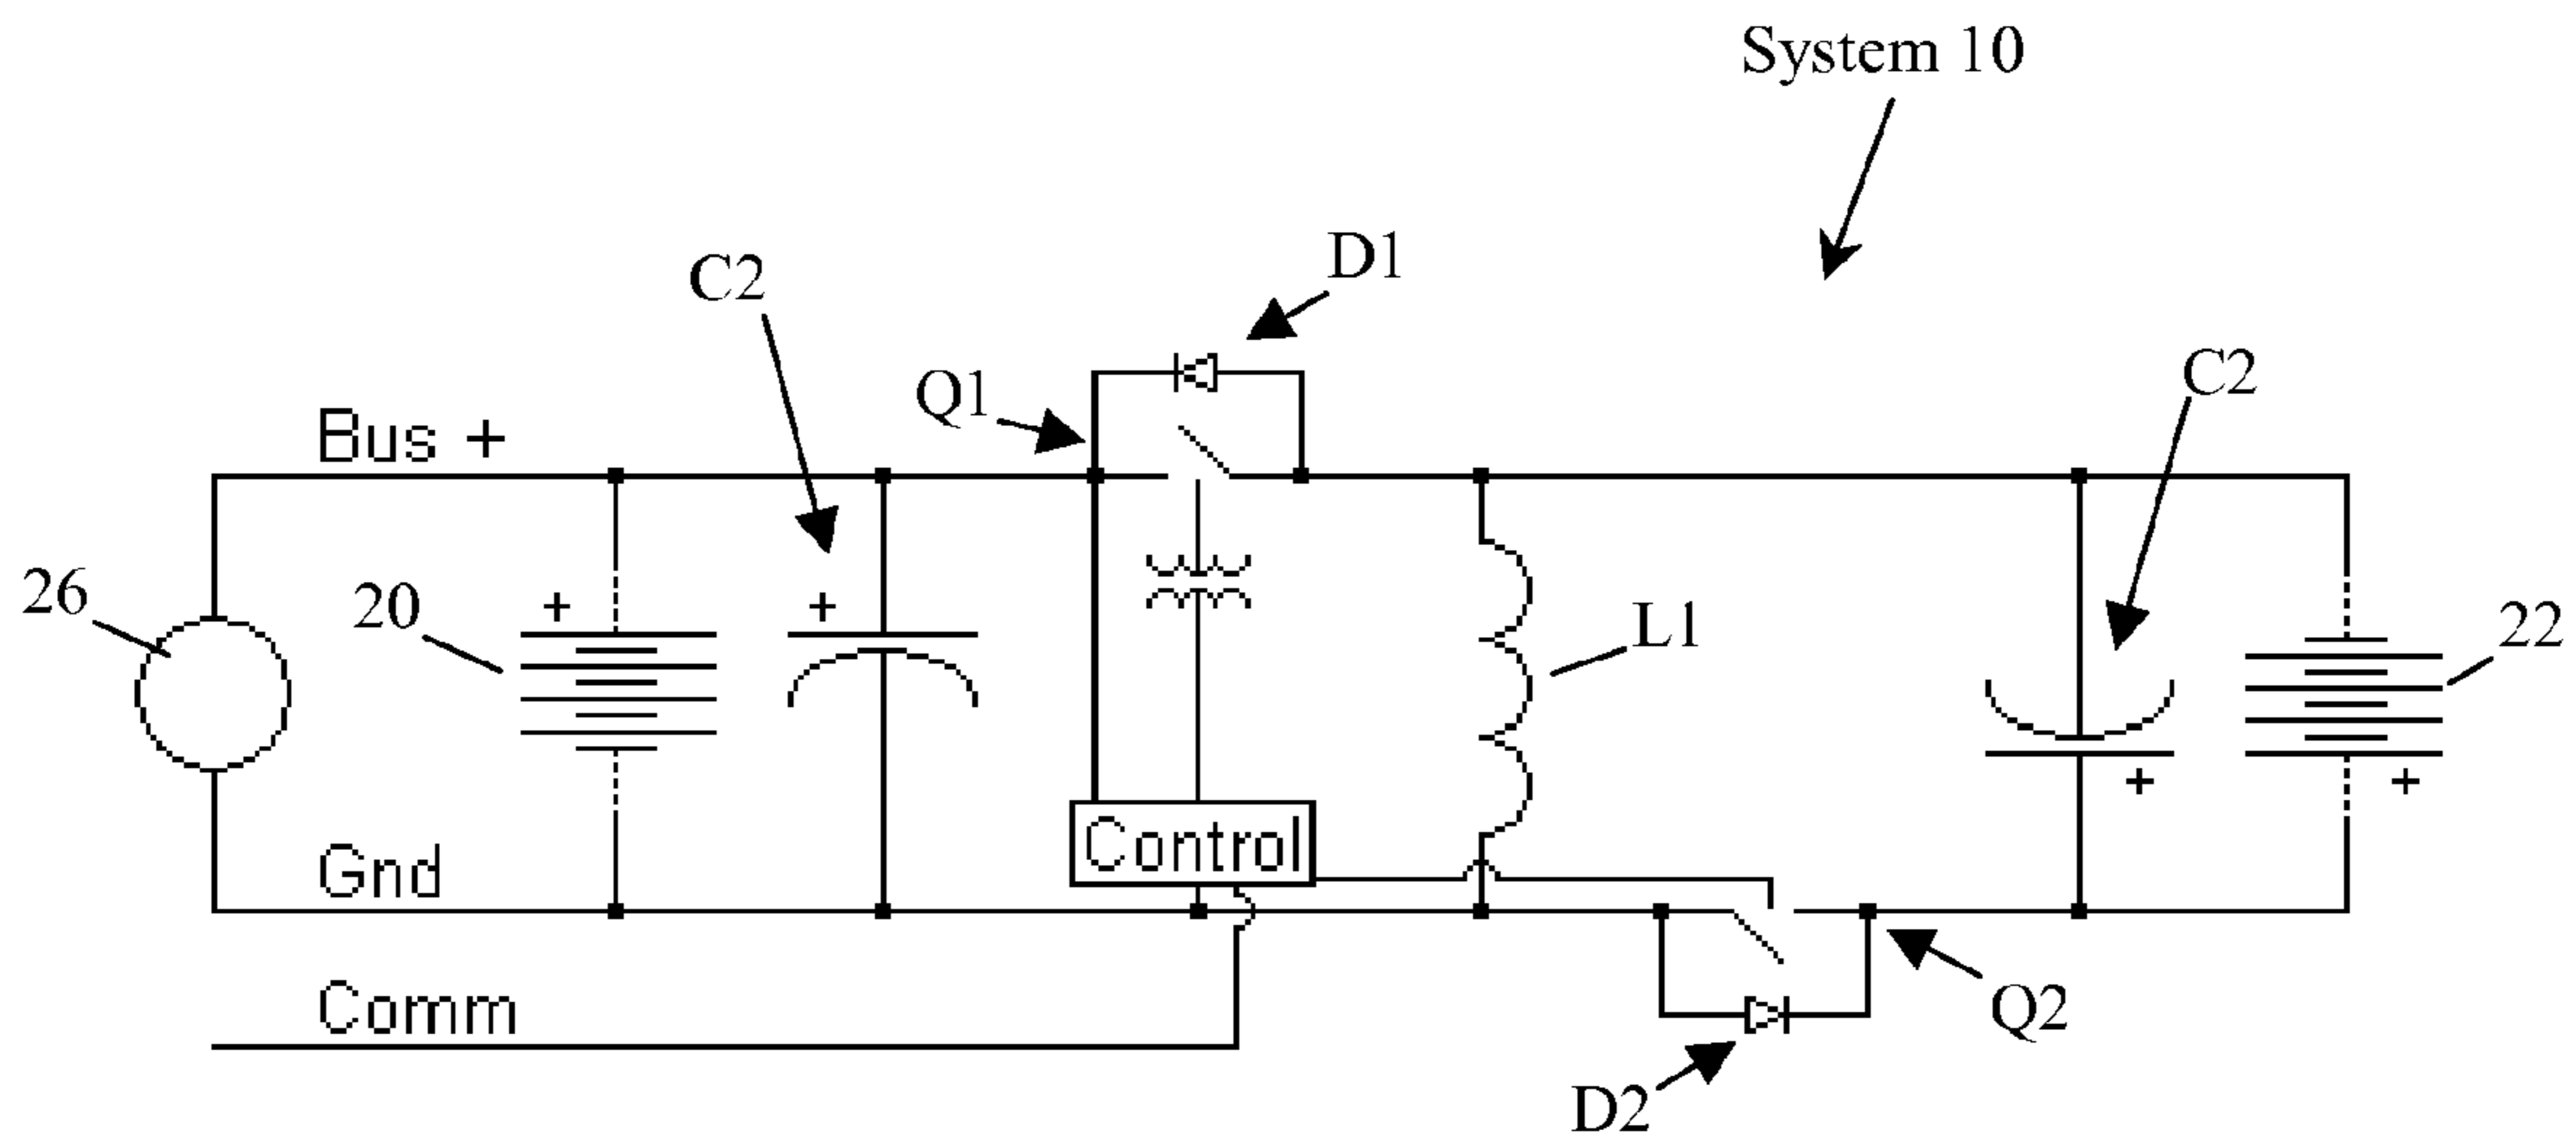 System 10
D1
C2
C2
Q1
Bus +
26
20
+
+
L1
22
+
+
Control
Gnd
Comm
Q2
D2